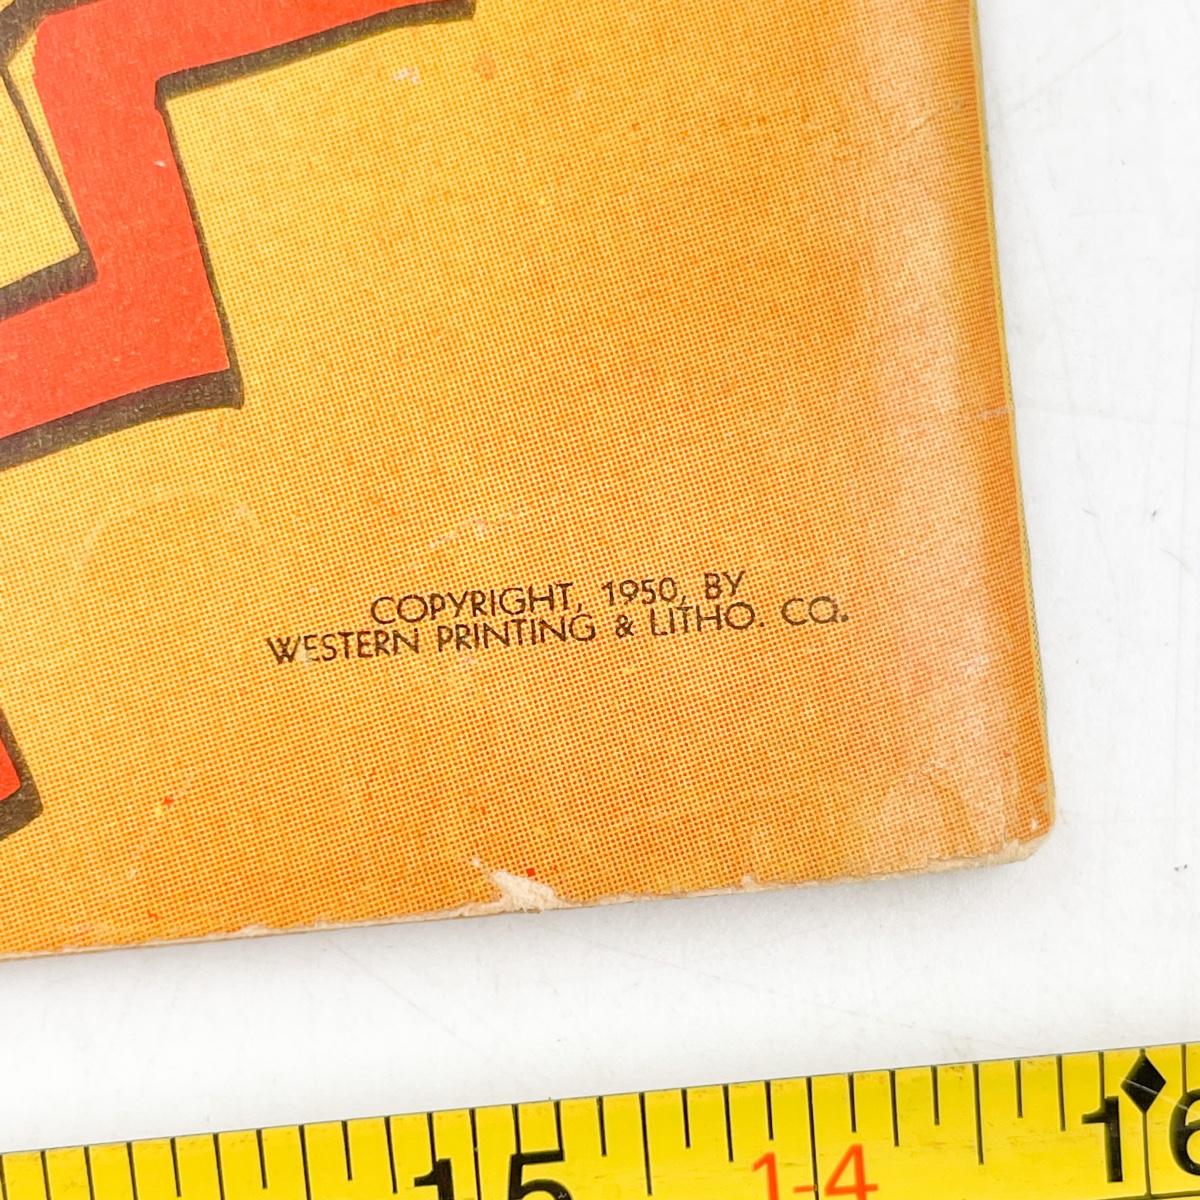 COPYRIGHT, 1950, BY
WESTERN PRINTING & LITHO. CO.
15
1-4
16